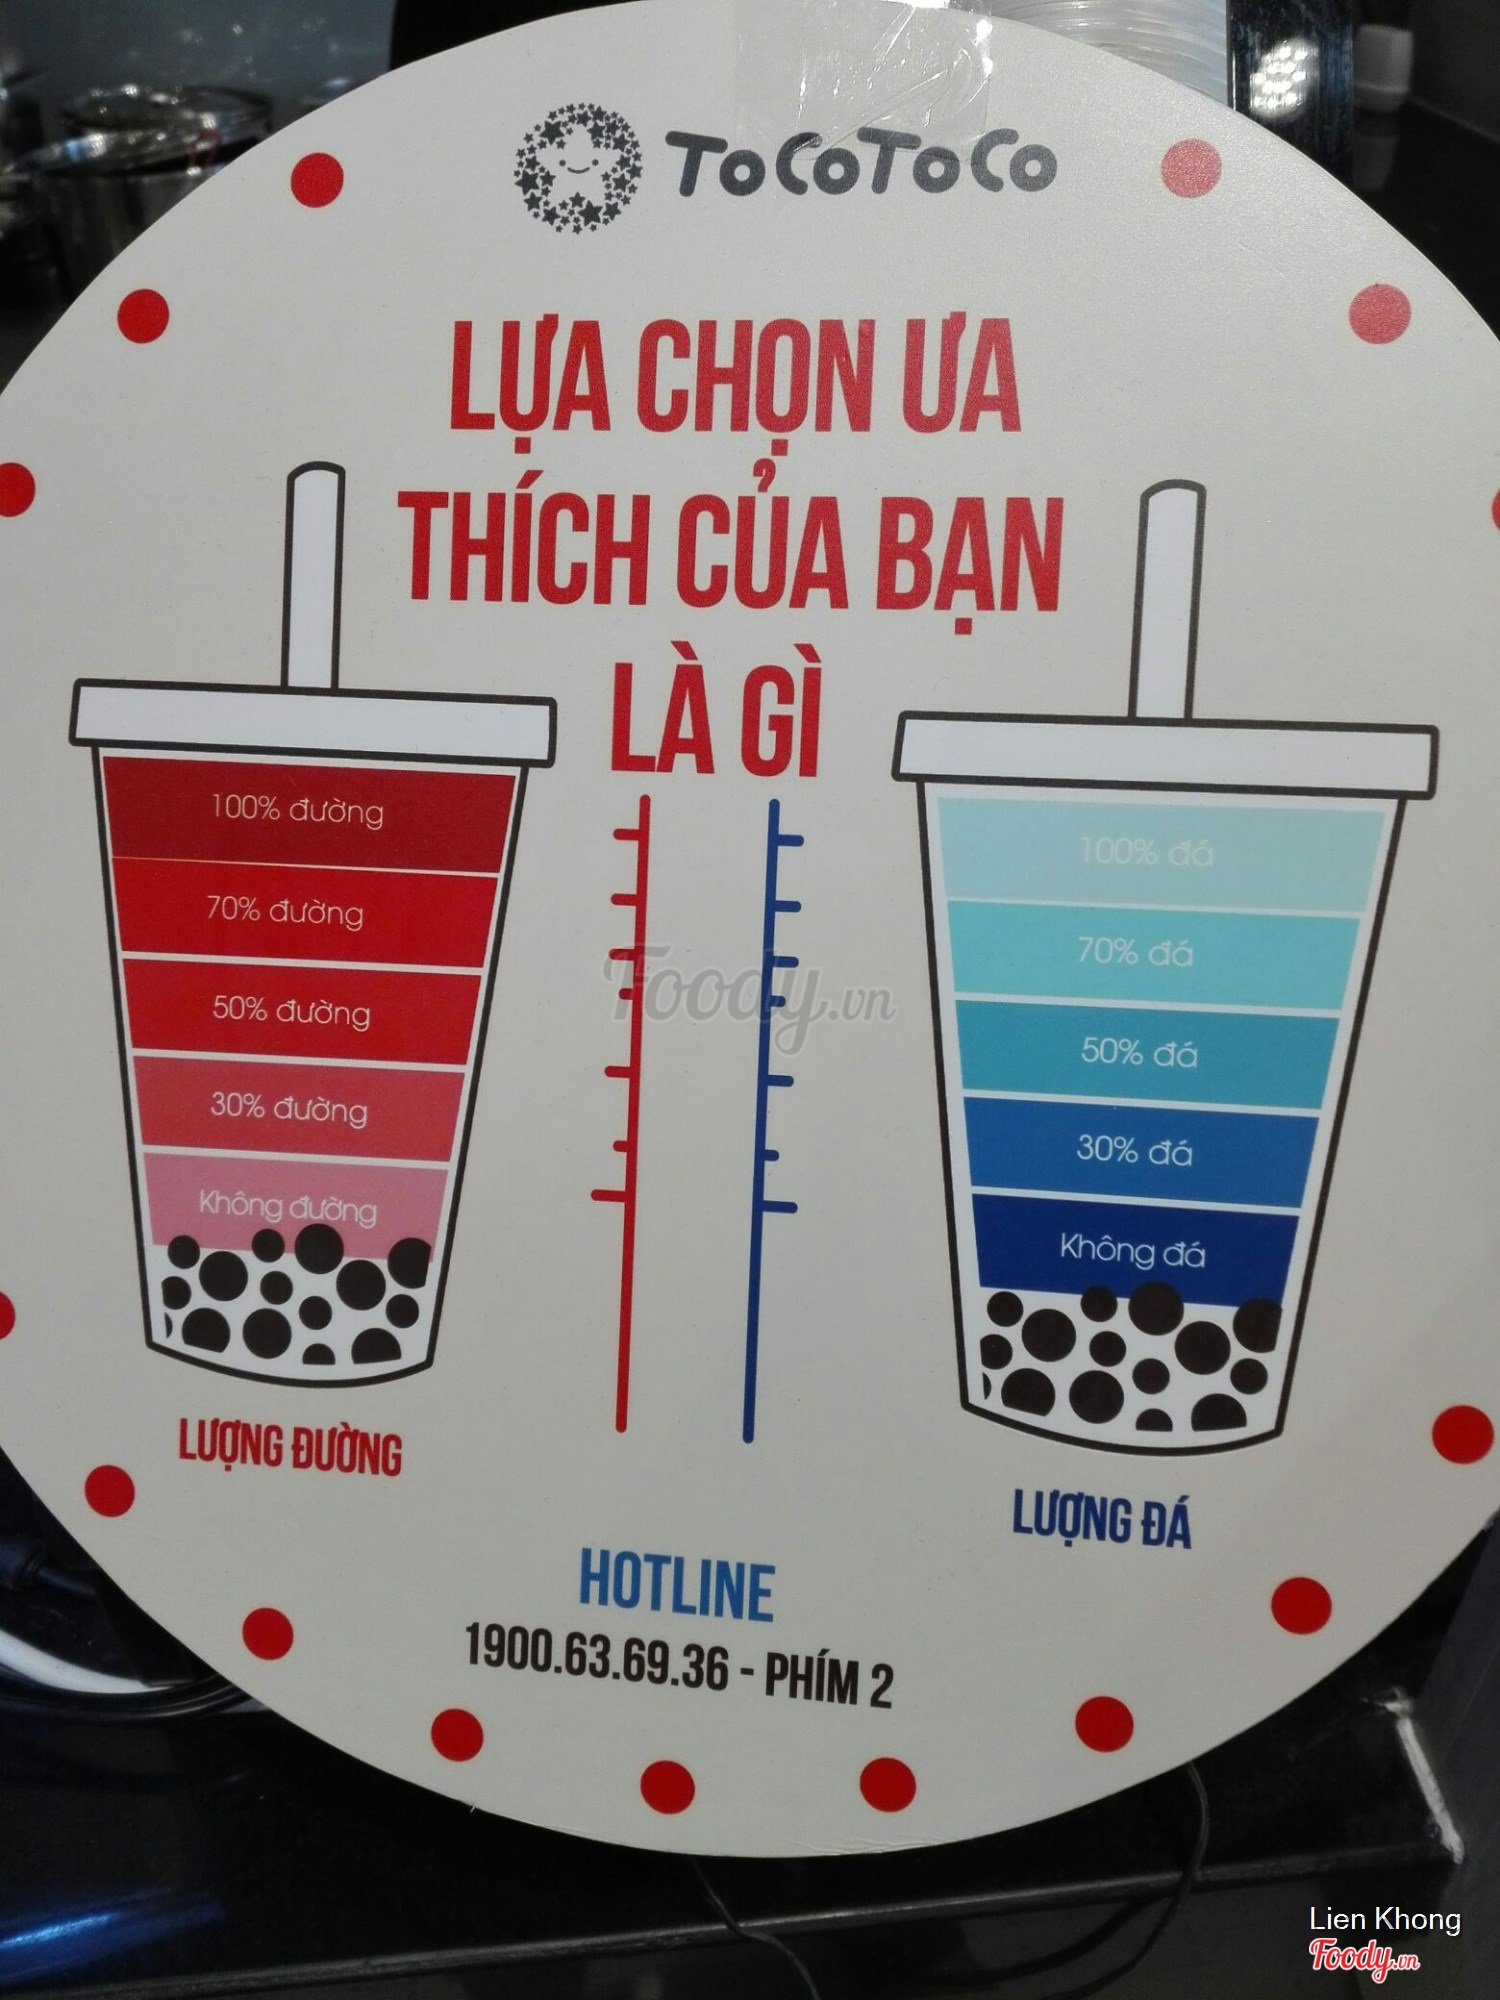 ToCoToCo
LỰA CHỌN ƯA
THÍCH CỦA BẠN
LÀ GÌ
100% đường
70% đường
50% đường
30% đường
Không đường
LƯỢNG ĐƯỜNG
100% đá
70% đá
50% đá
30% đá
Không đá
LƯỢNG ĐÁ
Foody.vn
HOTLINE
1900.63.69.36 - PHÍM 2
Lien Khong
Foody.vn